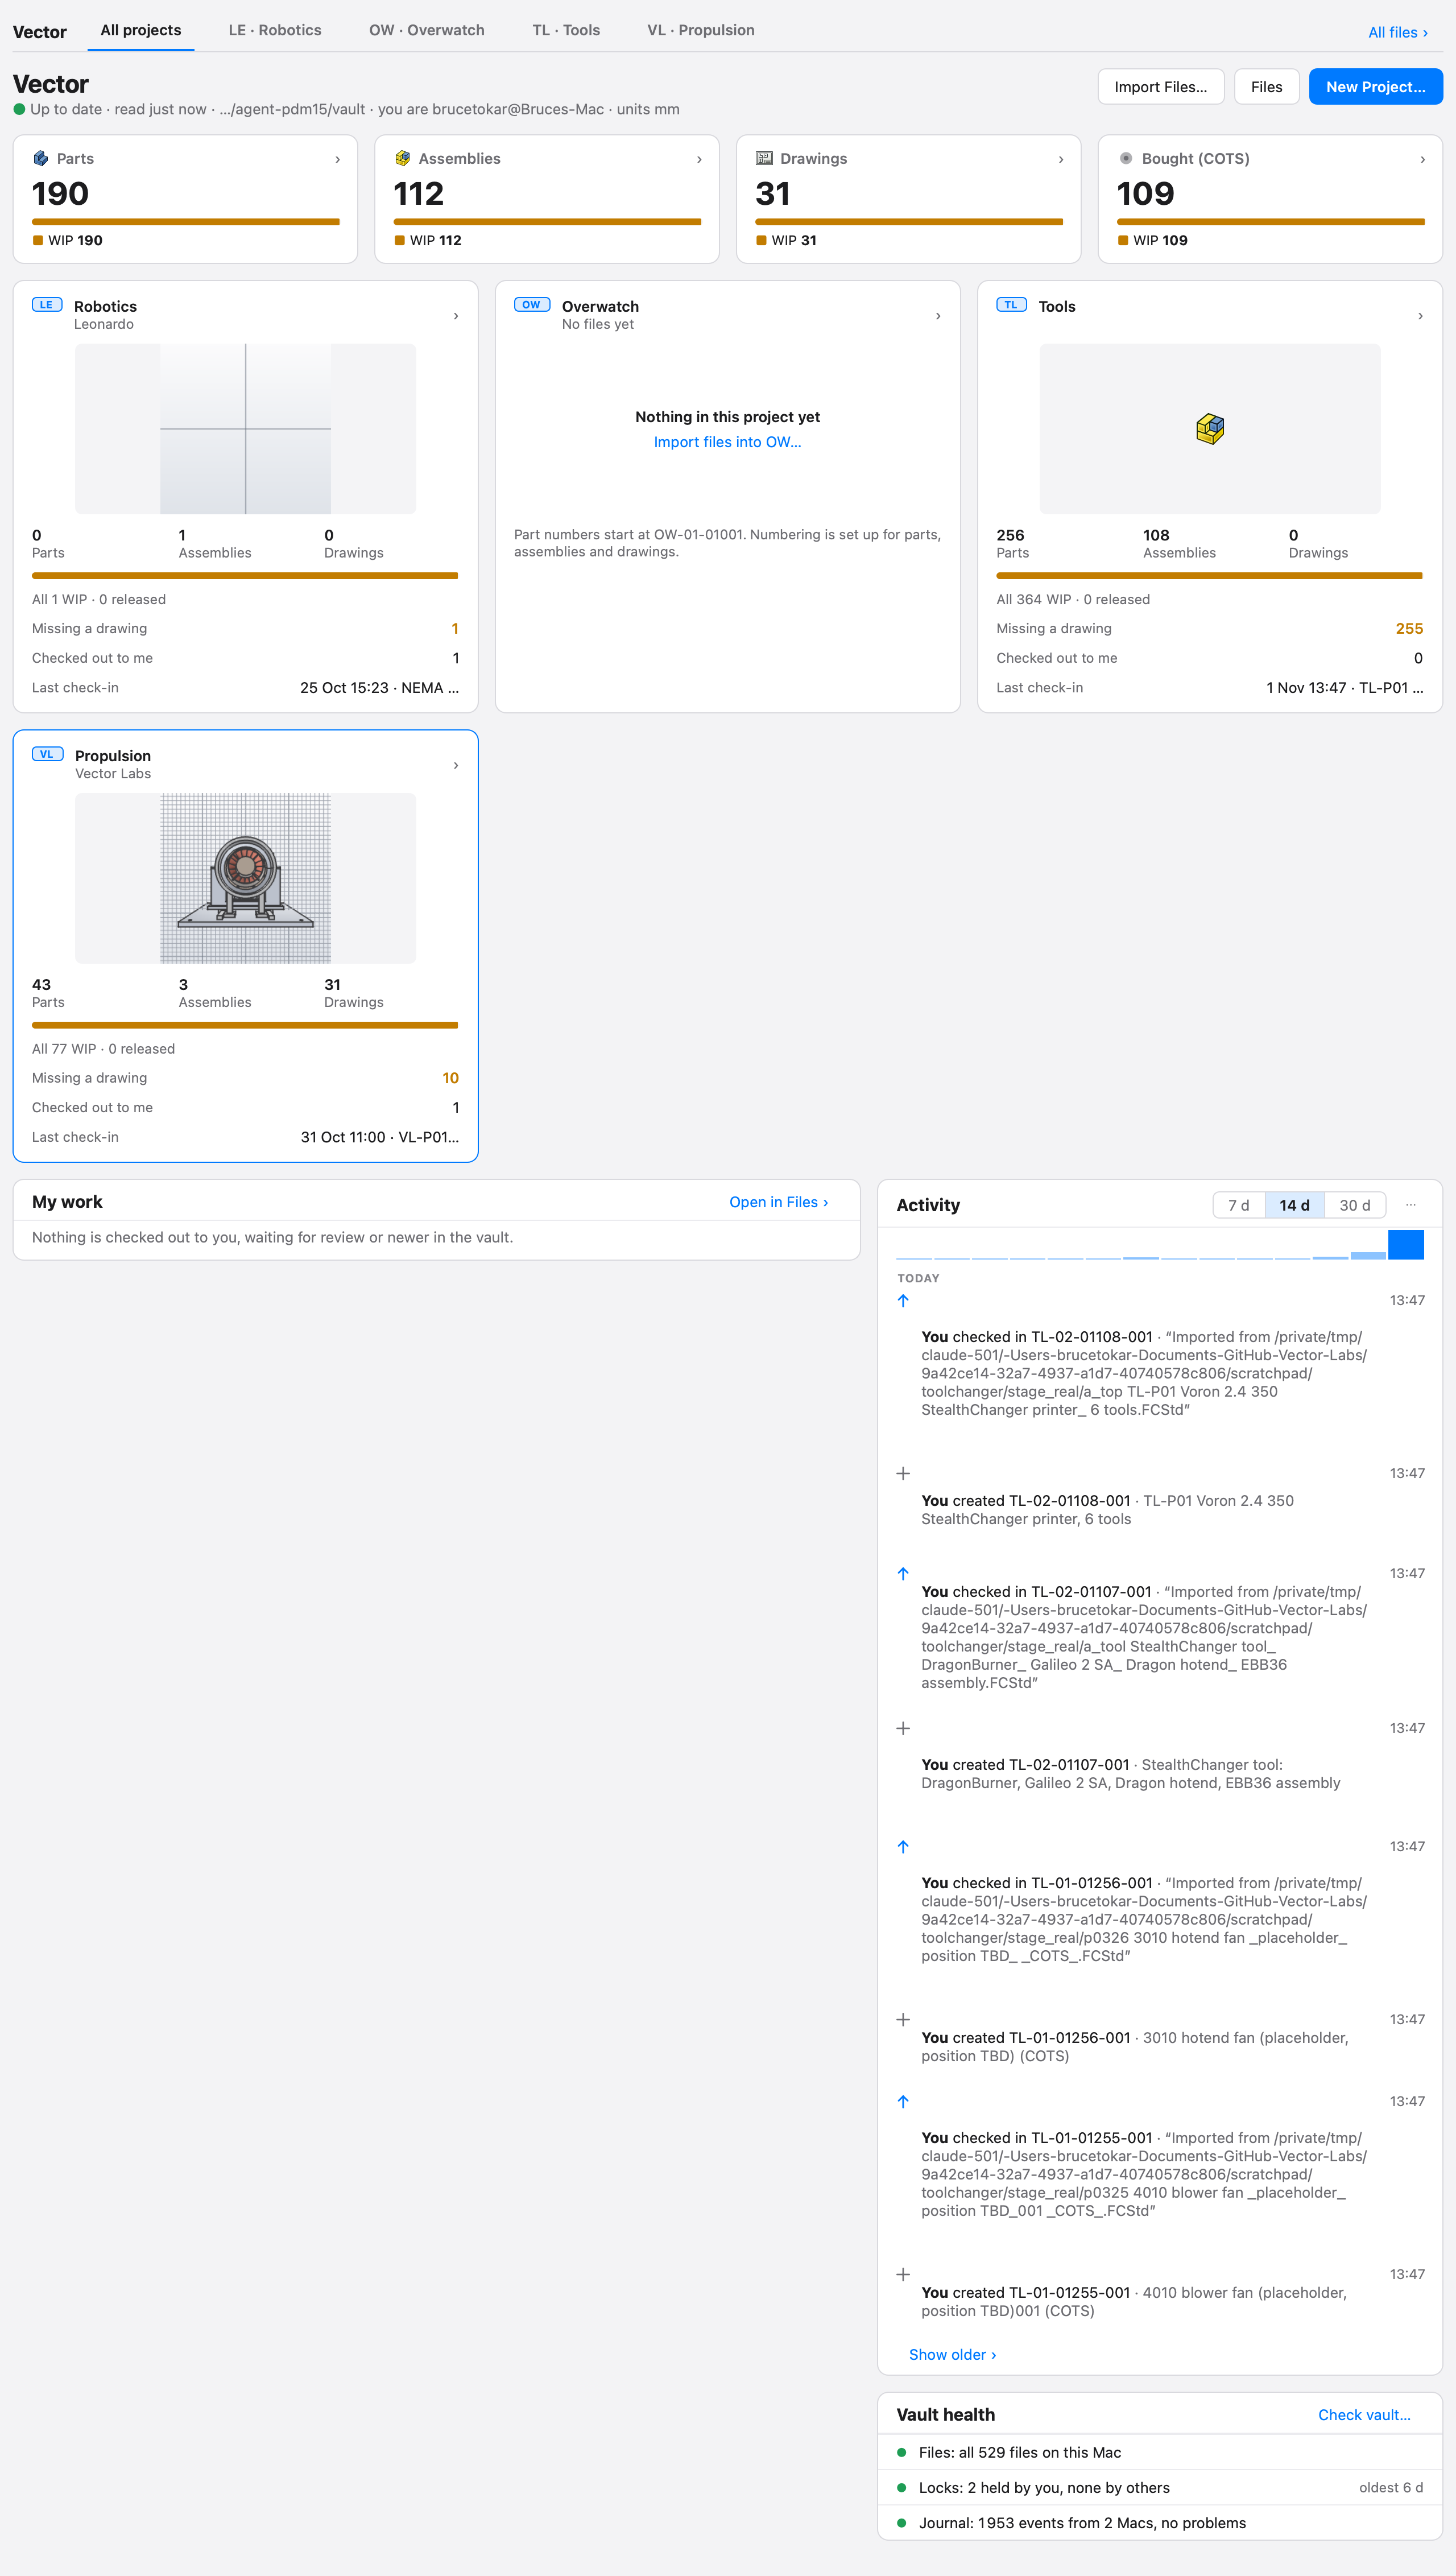 Vector
All projects
LE · Robotics
OW · Overwatch
TL · Tools
VL · Propulsion
All files ›
Vector
Up to date · read just now · …/agent-pdm15/vault · you are brucetokar@Bruces-Mac · units mm
Import Files…
Files
New Project…
Parts ›
190
WIP 190
Assemblies ›
112
WIP 112
Drawings ›
31
WIP 31
Bought (COTS) ›
109
WIP 109
LE Robotics
Leonardo
›
0
Parts
1
Assemblies
0
Drawings
All 1 WIP · 0 released
Missing a drawing 1
Checked out to me 1
Last check-in 25 Oct 15:23 · NEMA …
OW Overwatch
No files yet
›
Nothing in this project yet
Import files into OW…
Part numbers start at OW-01-01001. Numbering is set up for parts,
assemblies and drawings.
TL Tools
›
256
Parts
108
Assemblies
0
Drawings
All 364 WIP · 0 released
Missing a drawing 255
Checked out to me 0
Last check-in 1 Nov 13:47 · TL-P01 …
VL Propulsion
Vector Labs
›
43
Parts
3
Assemblies
31
Drawings
All 77 WIP · 0 released
Missing a drawing 10
Checked out to me 1
Last check-in 31 Oct 11:00 · VL-P01…
My work
Open in Files ›
Nothing is checked out to you, waiting for review or newer in the vault.
Activity
7 d
14 d
30 d
…
TODAY
13:47
You checked in TL-02-01108-001 · “Imported from /private/tmp/
claude-501/-Users-brucetokar-Documents-GitHub-Vector-Labs/
9a42ce14-32a7-4937-a1d7-40740578c806/scratchpad/
toolchanger/stage_real/a_top TL-P01 Voron 2.4 350
StealthChanger printer_ 6 tools.FCStd”
13:47
You created TL-02-01108-001 · TL-P01 Voron 2.4 350
StealthChanger printer, 6 tools
13:47
You checked in TL-02-01107-001 · “Imported from /private/tmp/
claude-501/-Users-brucetokar-Documents-GitHub-Vector-Labs/
9a42ce14-32a7-4937-a1d7-40740578c806/scratchpad/
toolchanger/stage_real/a_tool StealthChanger tool_
DragonBurner_ Galileo 2 SA_ Dragon hotend_ EBB36
assembly.FCStd”
13:47
You created TL-02-01107-001 · StealthChanger tool:
DragonBurner, Galileo 2 SA, Dragon hotend, EBB36 assembly
13:47
You checked in TL-01-01256-001 · “Imported from /private/tmp/
claude-501/-Users-brucetokar-Documents-GitHub-Vector-Labs/
9a42ce14-32a7-4937-a1d7-40740578c806/scratchpad/
toolchanger/stage_real/p0326 3010 hotend fan _placeholder_
position TBD_ _COTS_.FCStd”
13:47
You created TL-01-01256-001 · 3010 hotend fan (placeholder,
position TBD) (COTS)
13:47
You checked in TL-01-01255-001 · “Imported from /private/tmp/
claude-501/-Users-brucetokar-Documents-GitHub-Vector-Labs/
9a42ce14-32a7-4937-a1d7-40740578c806/scratchpad/
toolchanger/stage_real/p0325 4010 blower fan _placeholder_
position TBD_001 _COTS_.FCStd”
13:47
You created TL-01-01255-001 · 4010 blower fan (placeholder,
position TBD)001 (COTS)
Show older ›
Vault health
Check vault…
Files: all 529 files on this Mac
Locks: 2 held by you, none by others oldest 6 d
Journal: 1953 events from 2 Macs, no problems